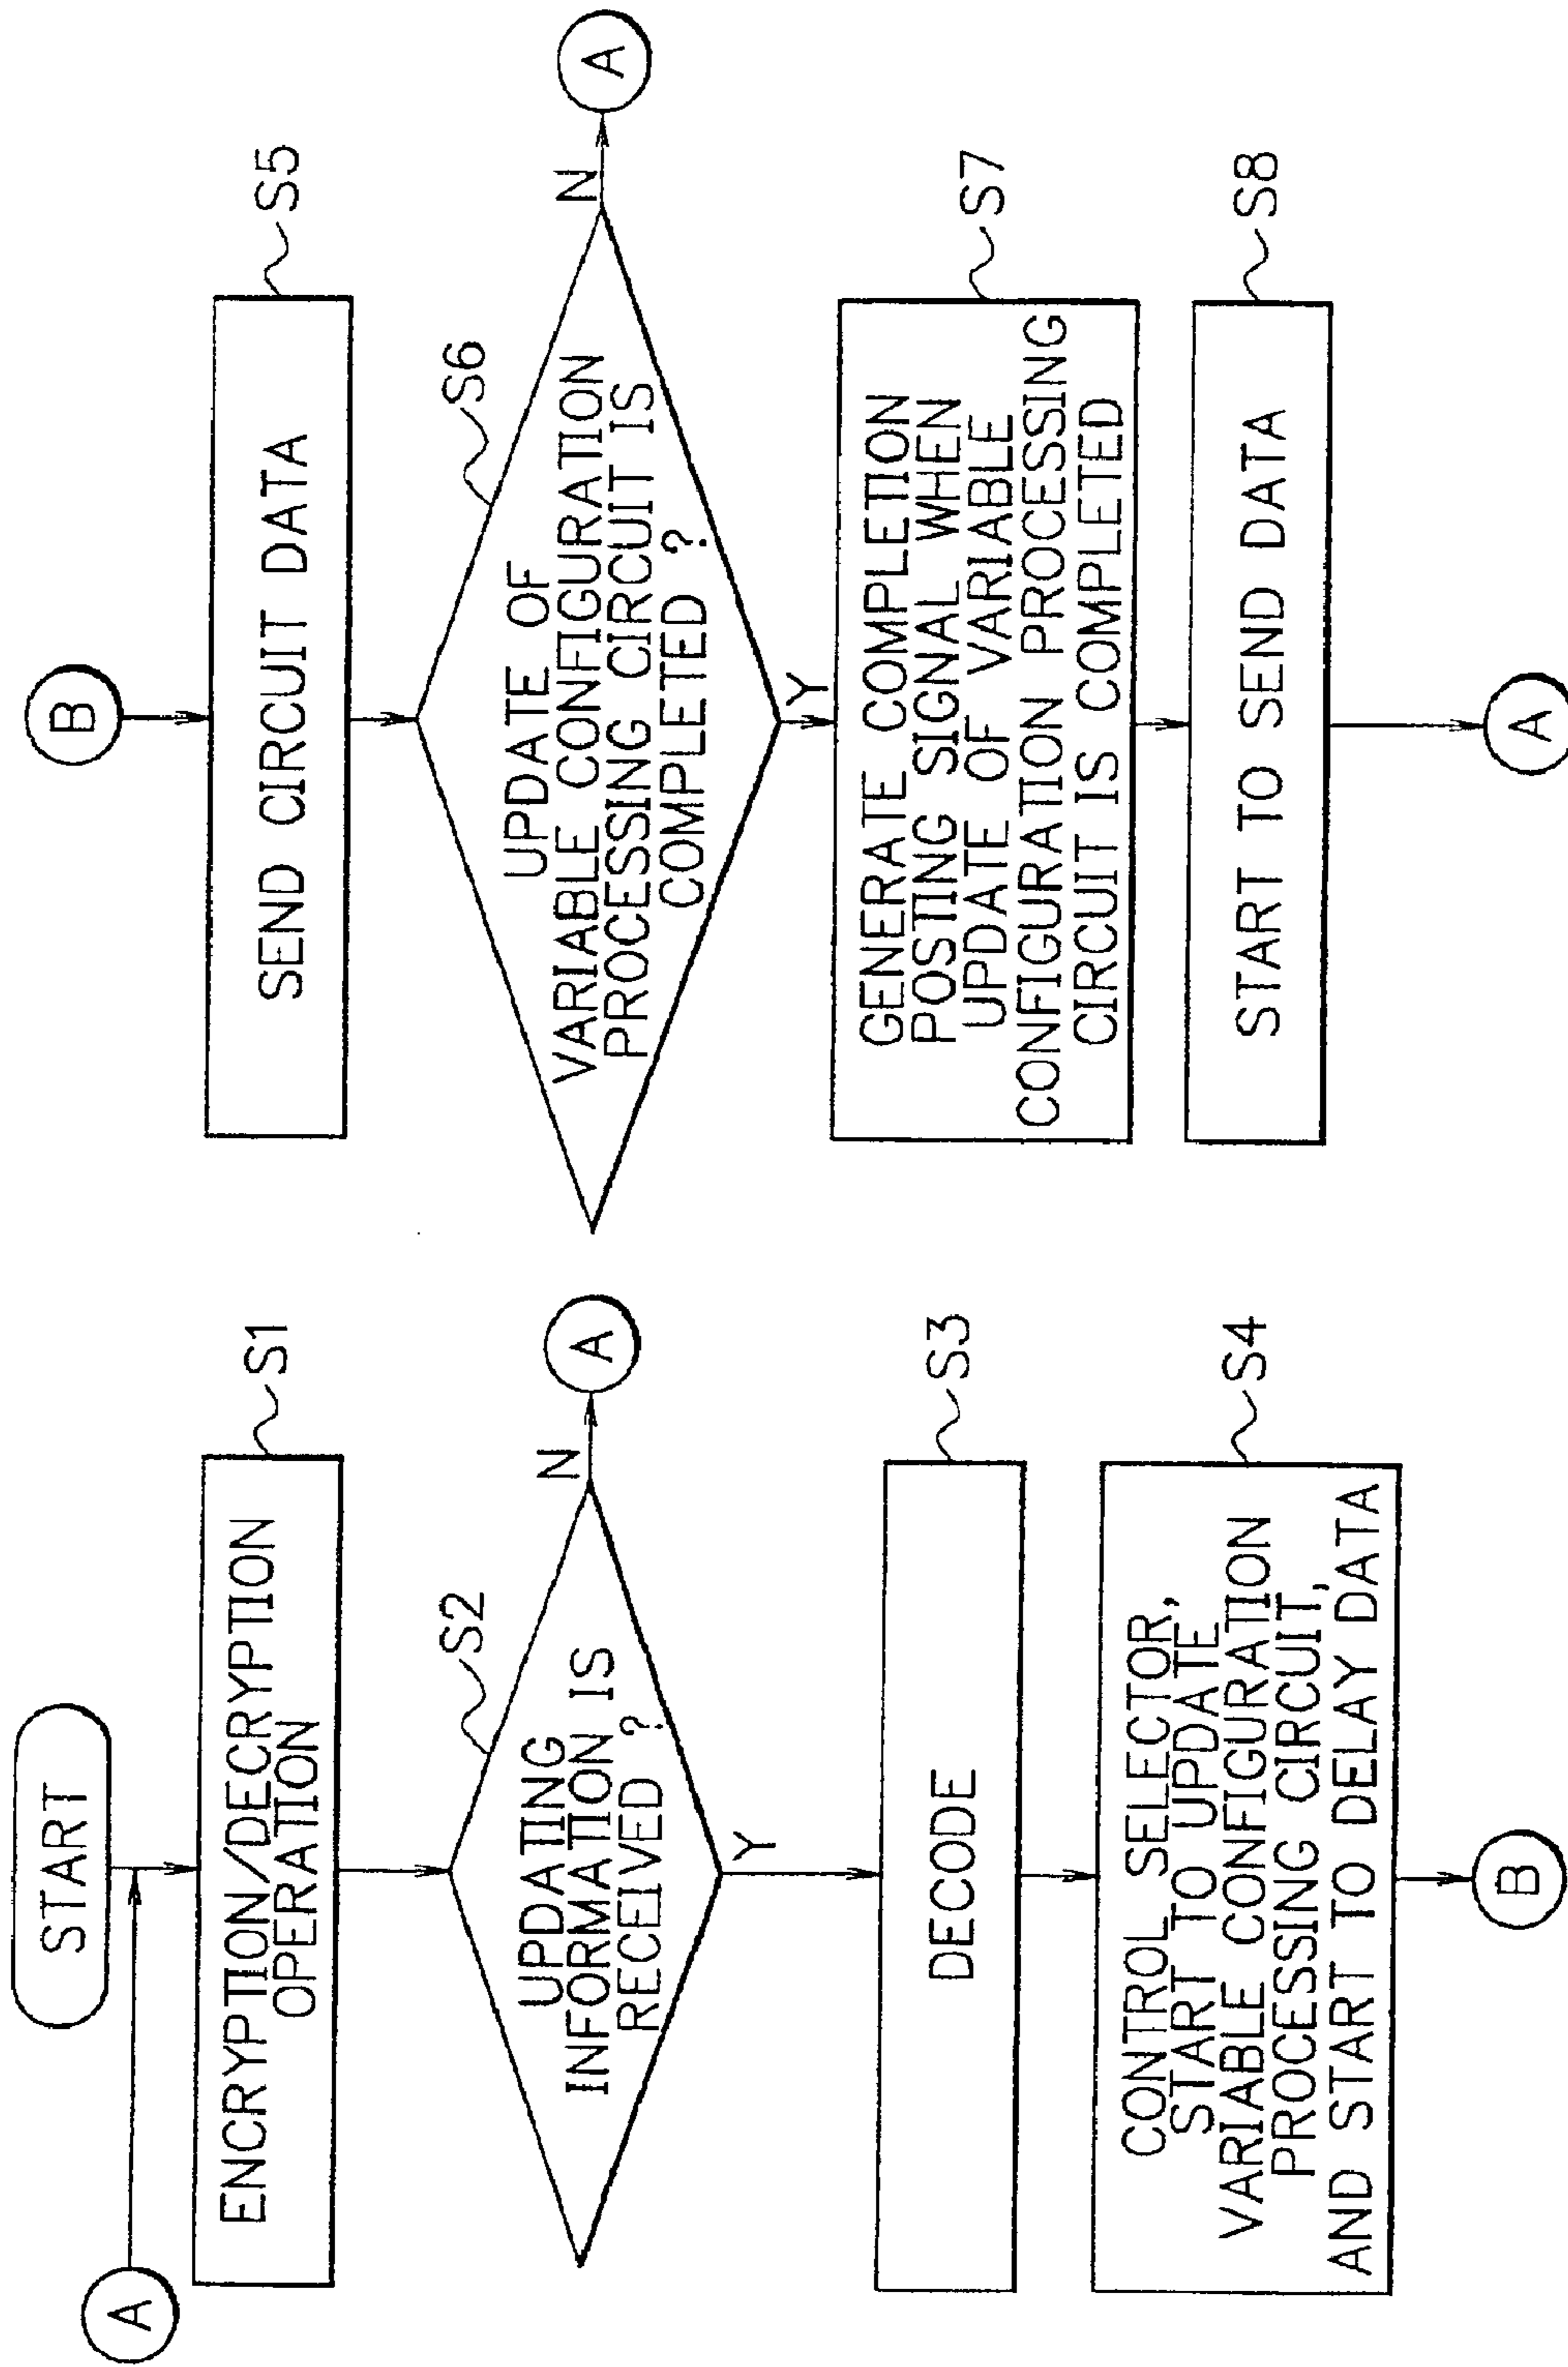 START
A
ENCRYPTION/DECRYPTION
OPERATION
S1
UPDATING
INFORMATION IS
RECEIVED ?
S2
N
A
Y
DECODE
S3
CONTROL SELECTOR,
START TO UPDATE
VARIABLE CONFIGURATION
PROCESSING CIRCUIT,
AND START TO DELAY DATA
S4
B
B
SEND CIRCUIT DATA
S5
UPDATE OF
VARIABLE CONFIGURATION
PROCESSING CIRCUIT IS
COMPLETED ?
S6
N
A
Y
GENERATE COMPLETION
POSTING SIGNAL WHEN
UPDATE OF VARIABLE
CONFIGURATION PROCESSING
CIRCUIT IS COMPLETED
S7
START TO SEND DATA
S8
A